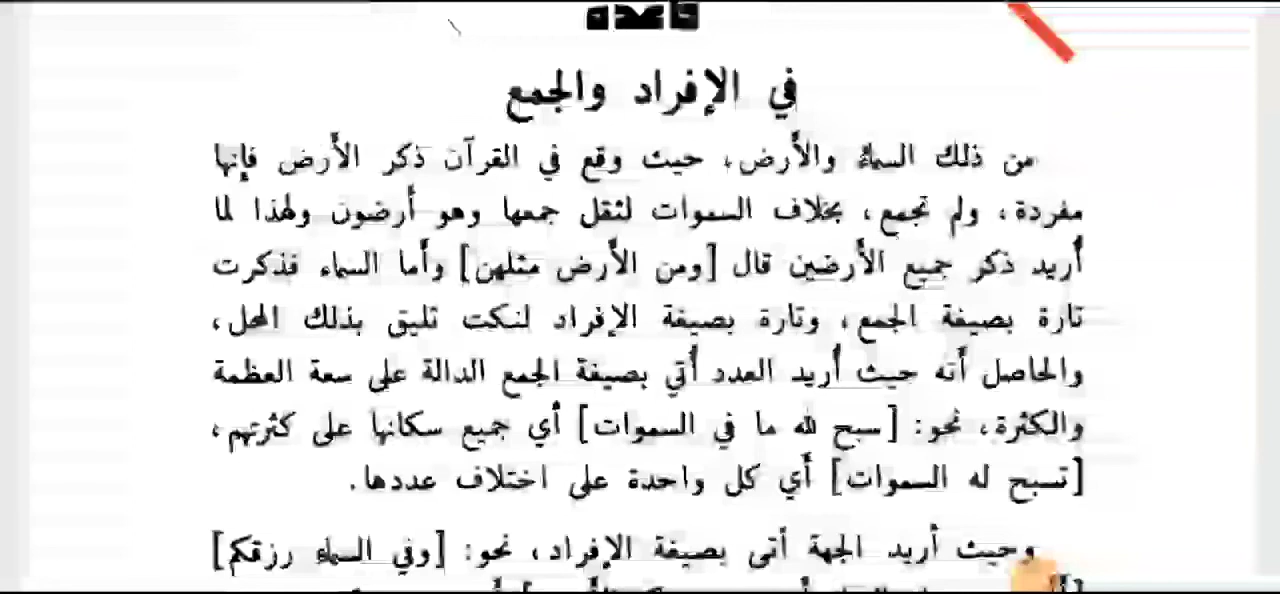 قاعدة
في الإفراد والجمع
من ذلك السماء والأرض، حيث وقع في القرآن ذكر الأرض فإنها
مفردة، ولم تجمع، بخلاف السموات لثقل جمعها وهو أرضون ولهذا لما
أريد ذكر جميع الأرضين قال [ومن الأرض مثلهن] وأما السماء فذكرت
تارة بصيغة الجمع، وتارة بصيغة الإفراد لنكت تليق بذلك المحل،
والحاصل أنه حيث أريد العدد أتي بصيغة الجمع الدالة على سعة العظمة
والكثرة، نحو: [سبح لله ما في السموات] أي جميع سكانها على كثرتهم،
[تسبح له السموات] أي كل واحدة على اختلاف عددها.
وحيث أريد الجهة أتى بصيغة الإفراد، نحو: [وفي السماء رزقكم]